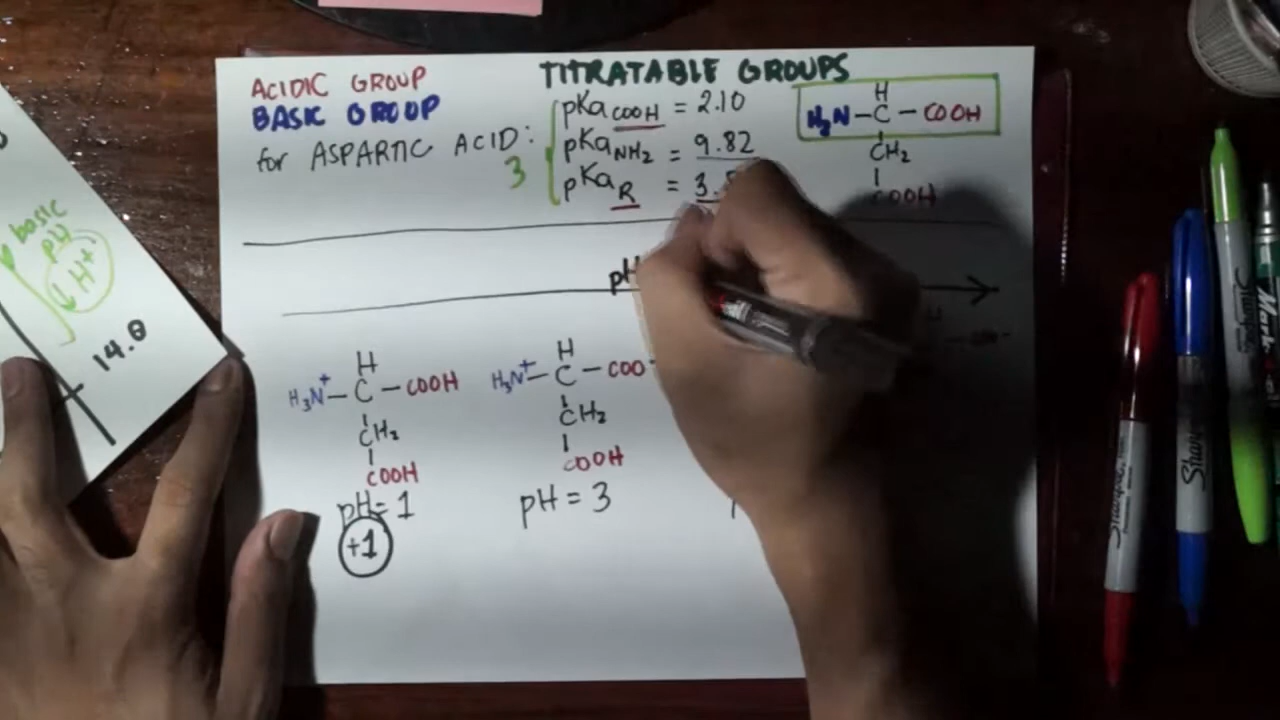 ACIDIC GROUP
BASIC GROUP
for ASPARTIC ACID:
3
TITRATABLE GROUPS
pKa COOH = 2.10
pKa NH2 = 9.82
pKa R = 3.
H
H2N-C-COOH
CH2
COOH
basic
pH
↓ H+
14.0
pH
H
H3N+-C-COOH
CH2
COOH
pH=1
+1
H
H3N+-C-COO-
CH2
COOH
pH = 3
Sharpie